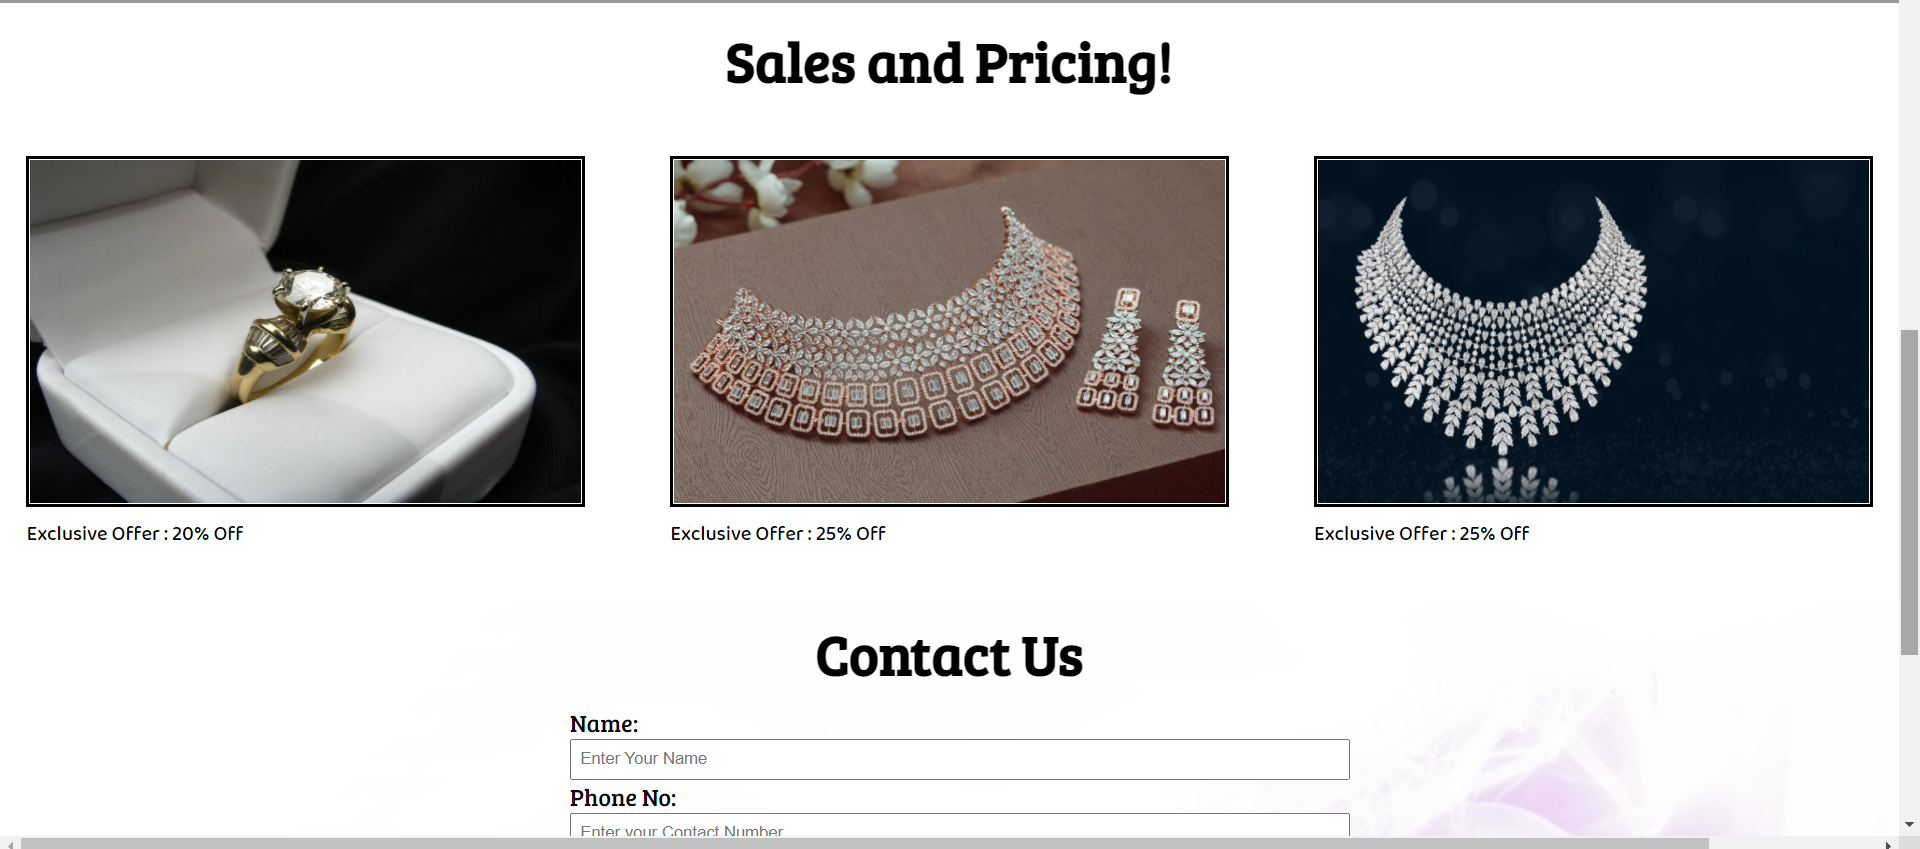 Sales and Pricing!
Exclusive Offer : 20% Off
Exclusive Offer : 25% Off
Exclusive Offer : 25% Off
Contact Us
Name:
Enter Your Name
Phone No:
Enter your Contact Number